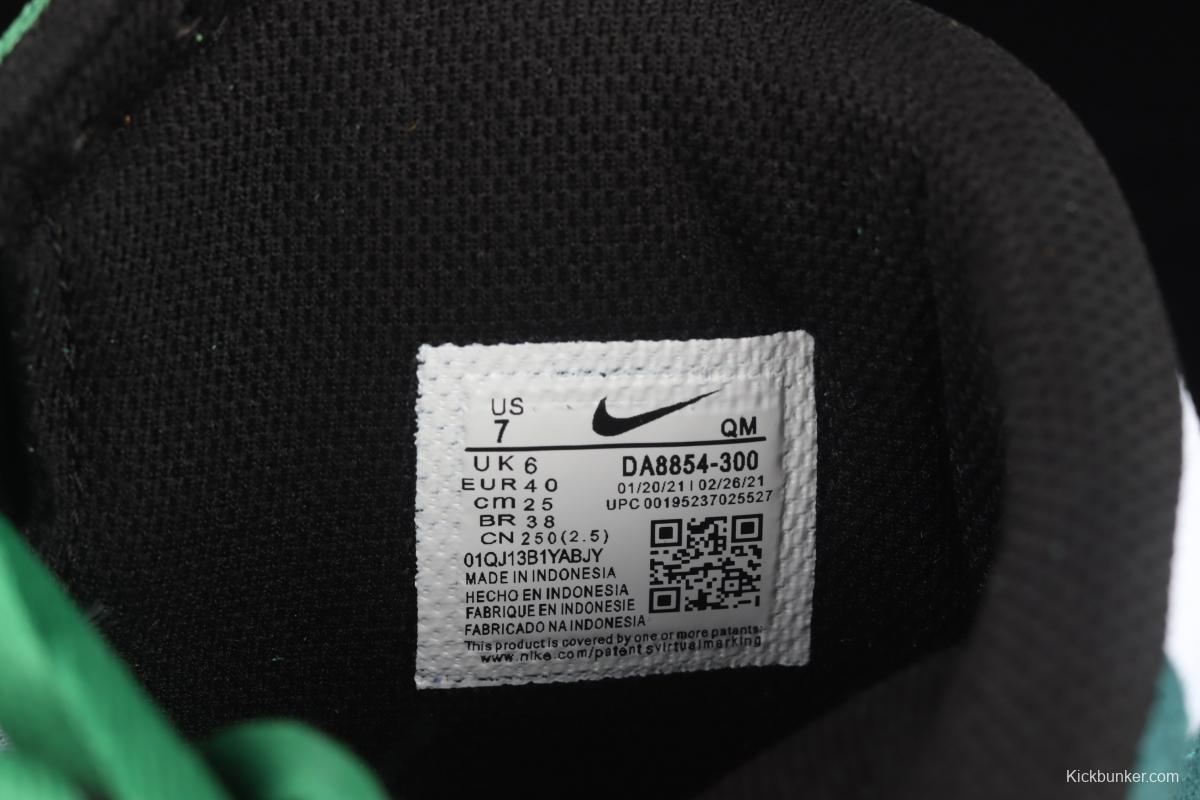 US
7
QM
UK 6
EUR 40
cm 25
BR 38
CN 250(2.5)
DA8854-300
01/20/21 | 02/26/21
UPC 00195237025527
01QJ13B1YABJY
MADE IN INDONESIA
HECHO EN INDONESIA
FABRIQUE EN INDONESIE
FABRICADO NA INDONESIA
This product is covered by one or more patents:
www.nike.com/patent svirtualmarking
Kickbunker.com